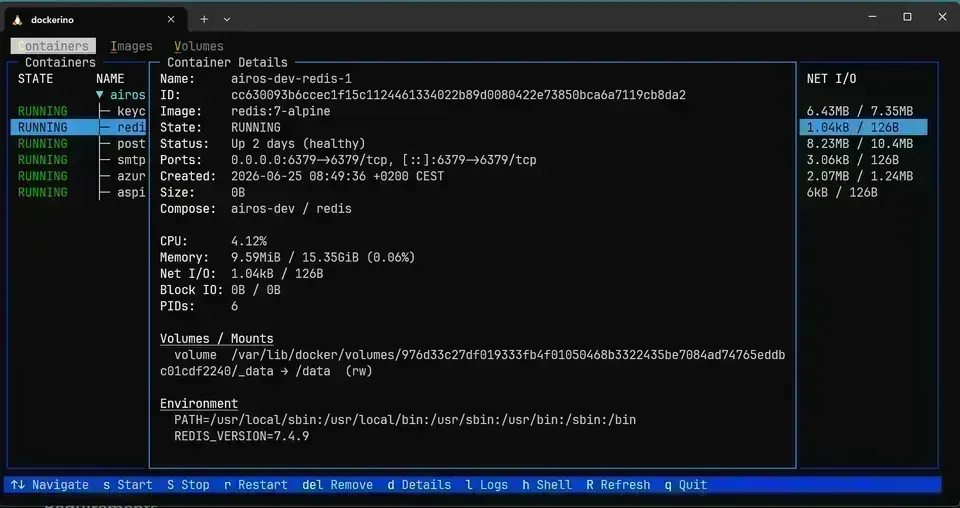 dockerino
Containers Images Volumes
Containers
STATE NAME
▼ airos
RUNNING ├─ keyc
RUNNING ├─ redi
RUNNING ├─ post
RUNNING ├─ smtp
RUNNING ├─ azur
RUNNING ├─ aspi
Container Details
Name: airos-dev-redis-1
ID: cc630093b6ccec1f15c1124461334022b89d0080422e73850bca6a7119cb8da2
Image: redis:7-alpine
State: RUNNING
Status: Up 2 days (healthy)
Ports: 0.0.0.0:6379→6379/tcp, [::]:6379→6379/tcp
Created: 2026-06-25 08:49:36 +0200 CEST
Size: 0B
Compose: airos-dev / redis
CPU: 4.12%
Memory: 9.59MiB / 15.35GiB (0.06%)
Net I/O: 1.04kB / 126B
Block IO: 0B / 0B
PIDs: 6
Volumes / Mounts
volume /var/lib/docker/volumes/976d33c27df019333fb4f01050468b3322435be7084ad74765eddb
c01cdf2240/_data → /data (rw)
Environment
PATH=/usr/local/sbin:/usr/local/bin:/usr/sbin:/usr/bin:/sbin:/bin
REDIS_VERSION=7.4.9
NET I/O
6.43MB / 7.35MB
1.04kB / 126B
8.23MB / 10.4MB
3.06kB / 126B
2.07MB / 1.24MB
6kB / 126B
↑↓ Navigate s Start S Stop r Restart del Remove d Details l Logs h Shell R Refresh q Quit
Requirements